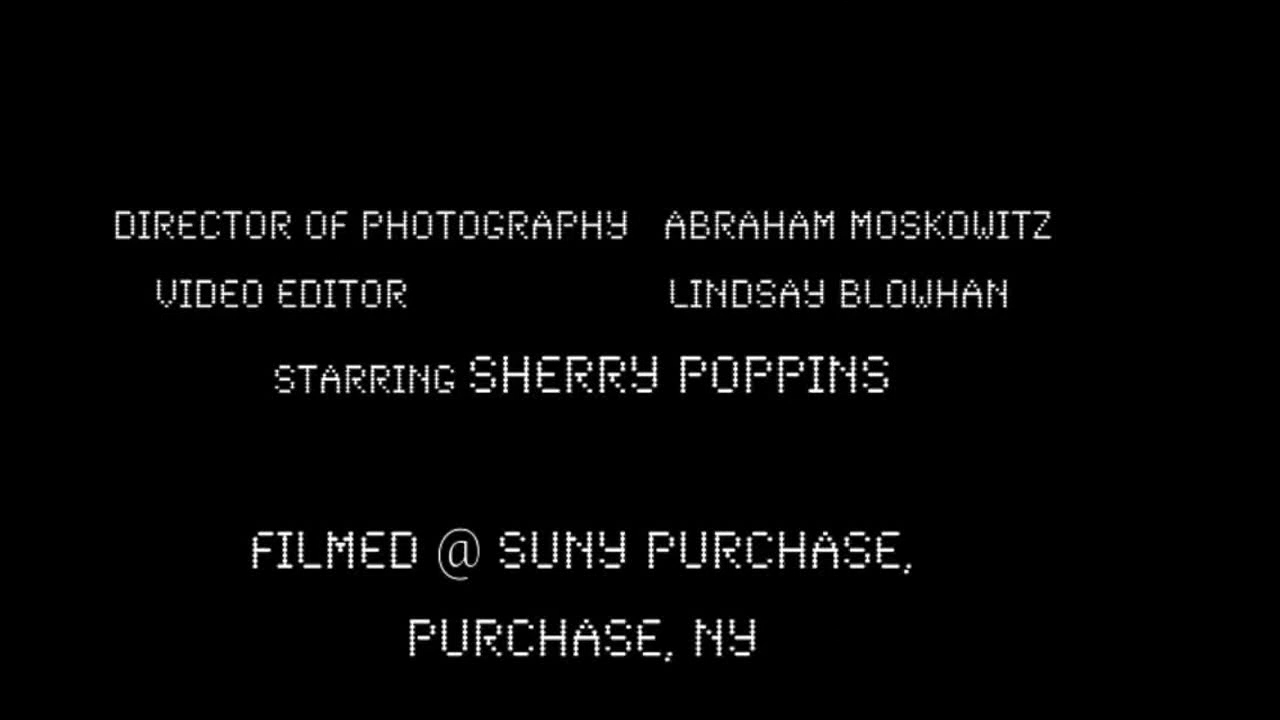 DIRECTOR OF PHOTOGRAPHY ABRAHAM MOSKOWITZ
VIDEO EDITOR LINDSAY BLOWHAN
STARRING SHERRY POPPINS
FILMED @ SUNY PURCHASE,
PURCHASE, NY